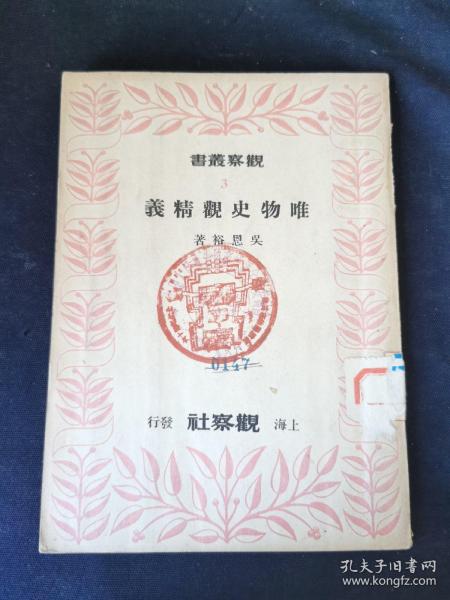 觀察叢書
3
唯物史觀精義
吳恩裕著
0147
上海 觀察社 發行
孔夫子旧书网
www.kongfz.com